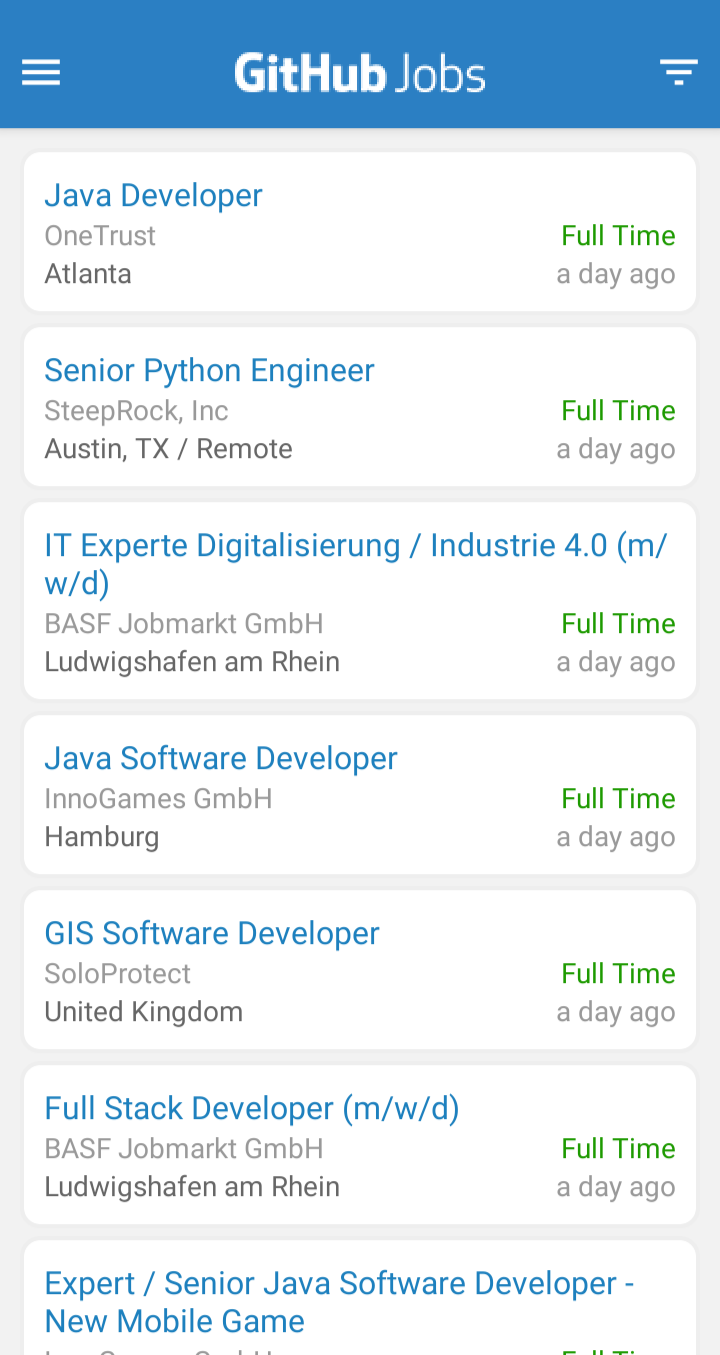 GitHub Jobs
Java Developer
OneTrust
Full Time
Atlanta
a day ago
Senior Python Engineer
SteepRock, Inc
Full Time
Austin, TX / Remote
a day ago
IT Experte Digitalisierung / Industrie 4.0 (m/
w/d)
BASF Jobmarkt GmbH
Full Time
Ludwigshafen am Rhein
a day ago
Java Software Developer
InnoGames GmbH
Full Time
Hamburg
a day ago
GIS Software Developer
SoloProtect
Full Time
United Kingdom
a day ago
Full Stack Developer (m/w/d)
BASF Jobmarkt GmbH
Full Time
Ludwigshafen am Rhein
a day ago
Expert / Senior Java Software Developer -
New Mobile Game